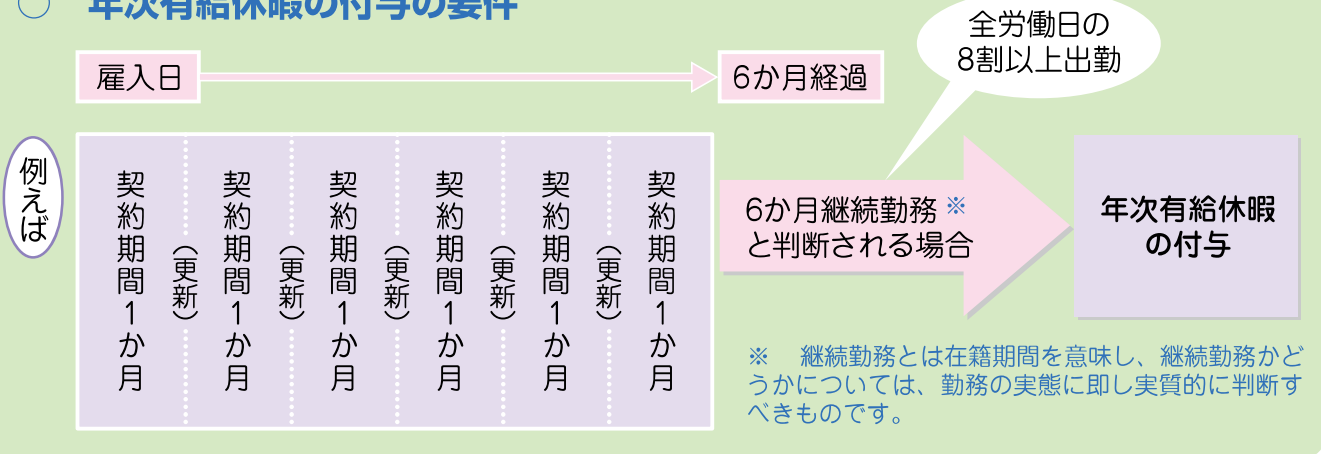 ○ 年次有給休暇の付与の要件
全労働日の
8割以上出勤
雇入日
6か月経過
例えば
契約期間1か月
（更新）
契約期間1か月
（更新）
契約期間1か月
（更新）
契約期間1か月
（更新）
契約期間1か月
（更新）
契約期間1か月
6か月継続勤務※
と判断される場合
年次有給休暇
の付与
※　継続勤務とは在籍期間を意味し、継続勤務かど
うかについては、勤務の実態に即し実質的に判断す
べきものです。